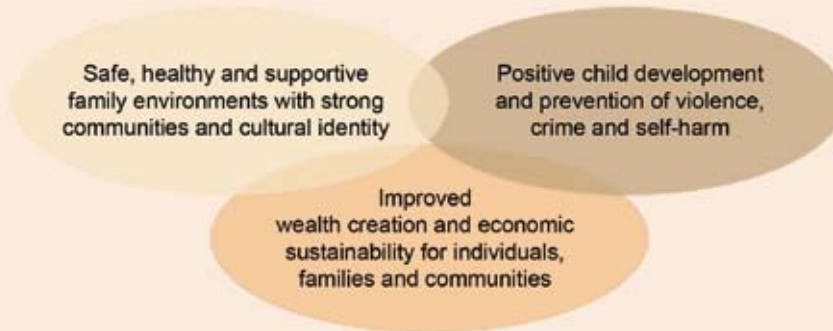 Safe, healthy and supportive
family environments with strong
communities and cultural identity
Positive child development
and prevention of violence,
crime and self-harm
Improved
wealth creation and economic
sustainability for individuals,
families and communities